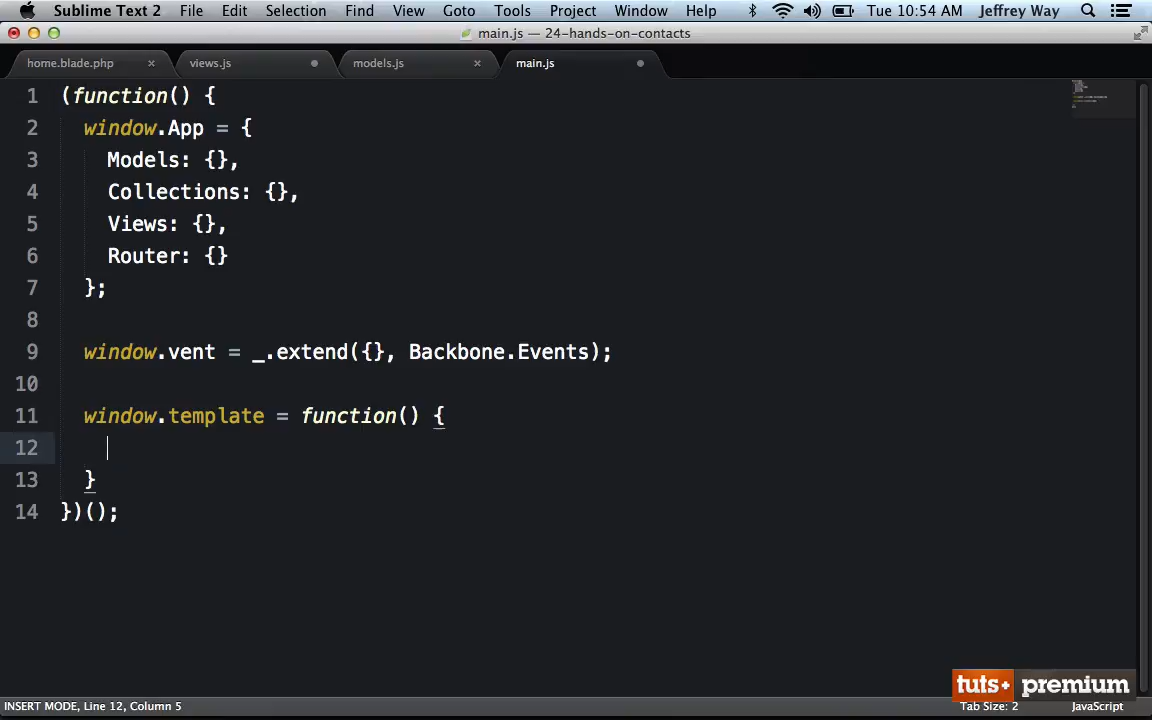 Sublime Text 2 File Edit Selection Find View Goto Tools Project Window Help Tue 10:54 AM Jeffrey Way
main.js — 24-hands-on-contacts
home.blade.php × views.js models.js × main.js
1 (function() {
2 window.App = {
3 Models: {},
4 Collections: {},
5 Views: {},
6 Router: {}
7 };
8
9 window.vent = _.extend({}, Backbone.Events);
10
11 window.template = function() {
12
13 }
14 })();
tuts+ premium
INSERT MODE, Line 12, Column 5 Tab Size: 2 JavaScript